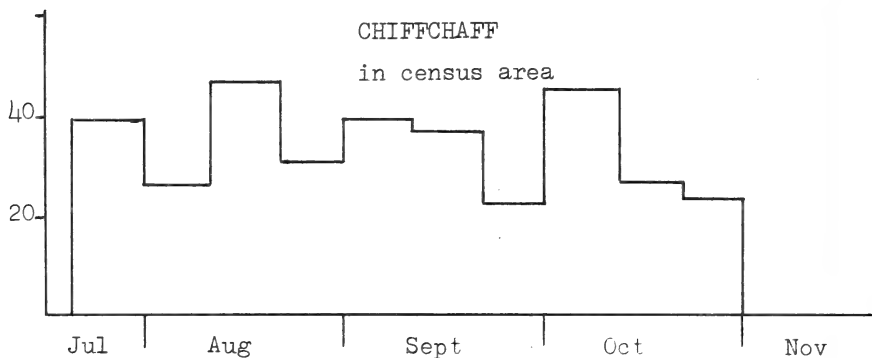 CHIFFCHAFF
in census area
40
20
Jul Aug Sept Oct Nov